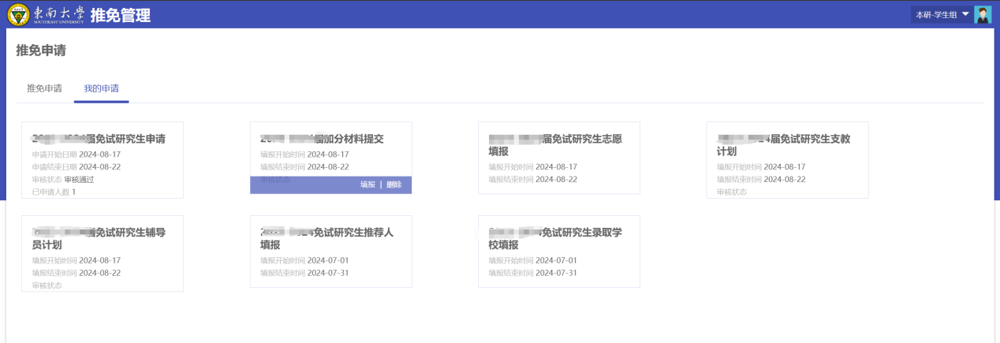 東南大學 推免管理
SOUTHEAST UNIVERSITY
本研-学生组
推免申请
推免申请 我的申请
届免试研究生申请
申请开始日期 2024-08-17
申请结束日期 2024-08-22
审核状态 审核通过
已申请人数 1
届加分材料提交
填报开始时间 2024-08-17
填报结束时间 2024-08-22
审核状态
填报 | 删除
届免试研究生志愿
填报
填报开始时间 2024-08-17
填报结束时间 2024-08-22
届免试研究生支教
计划
填报开始时间 2024-08-17
填报结束时间 2024-08-22
审核状态
届免试研究生辅导
员计划
填报开始时间 2024-08-17
填报结束时间 2024-08-22
审核状态
免试研究生推荐人
填报
填报开始时间 2024-07-01
填报结束时间 2024-07-31
免试研究生录取学
校填报
填报开始时间 2024-07-01
填报结束时间 2024-07-31